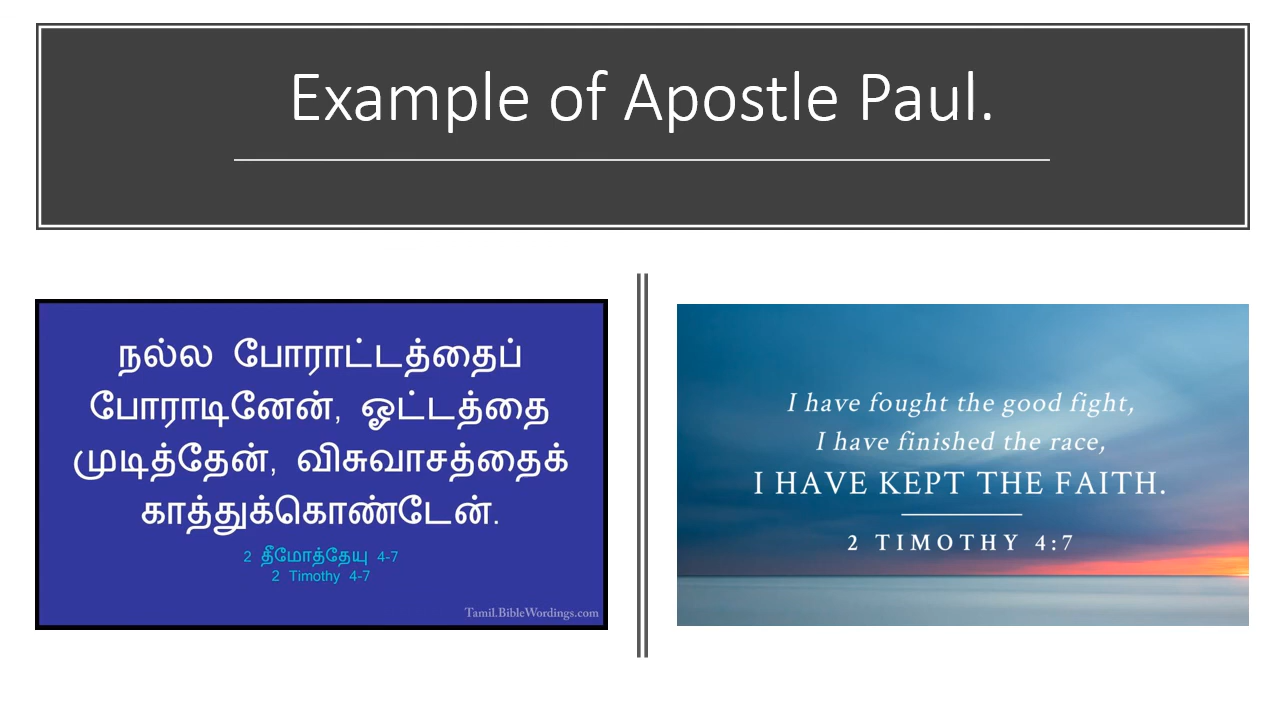 Example of Apostle Paul.
நல்ல போராட்டத்தைப்
போராடினேன், ஓட்டத்தை
முடித்தேன், விசுவாசத்தைக்
காத்துக்கொண்டேன்.
2 தீமோத்தேயு 4-7
2 Timothy 4-7
Tamil.BibleWordings.com
I have fought the good fight,
I have finished the race,
I HAVE KEPT THE FAITH.
2 TIMOTHY 4:7